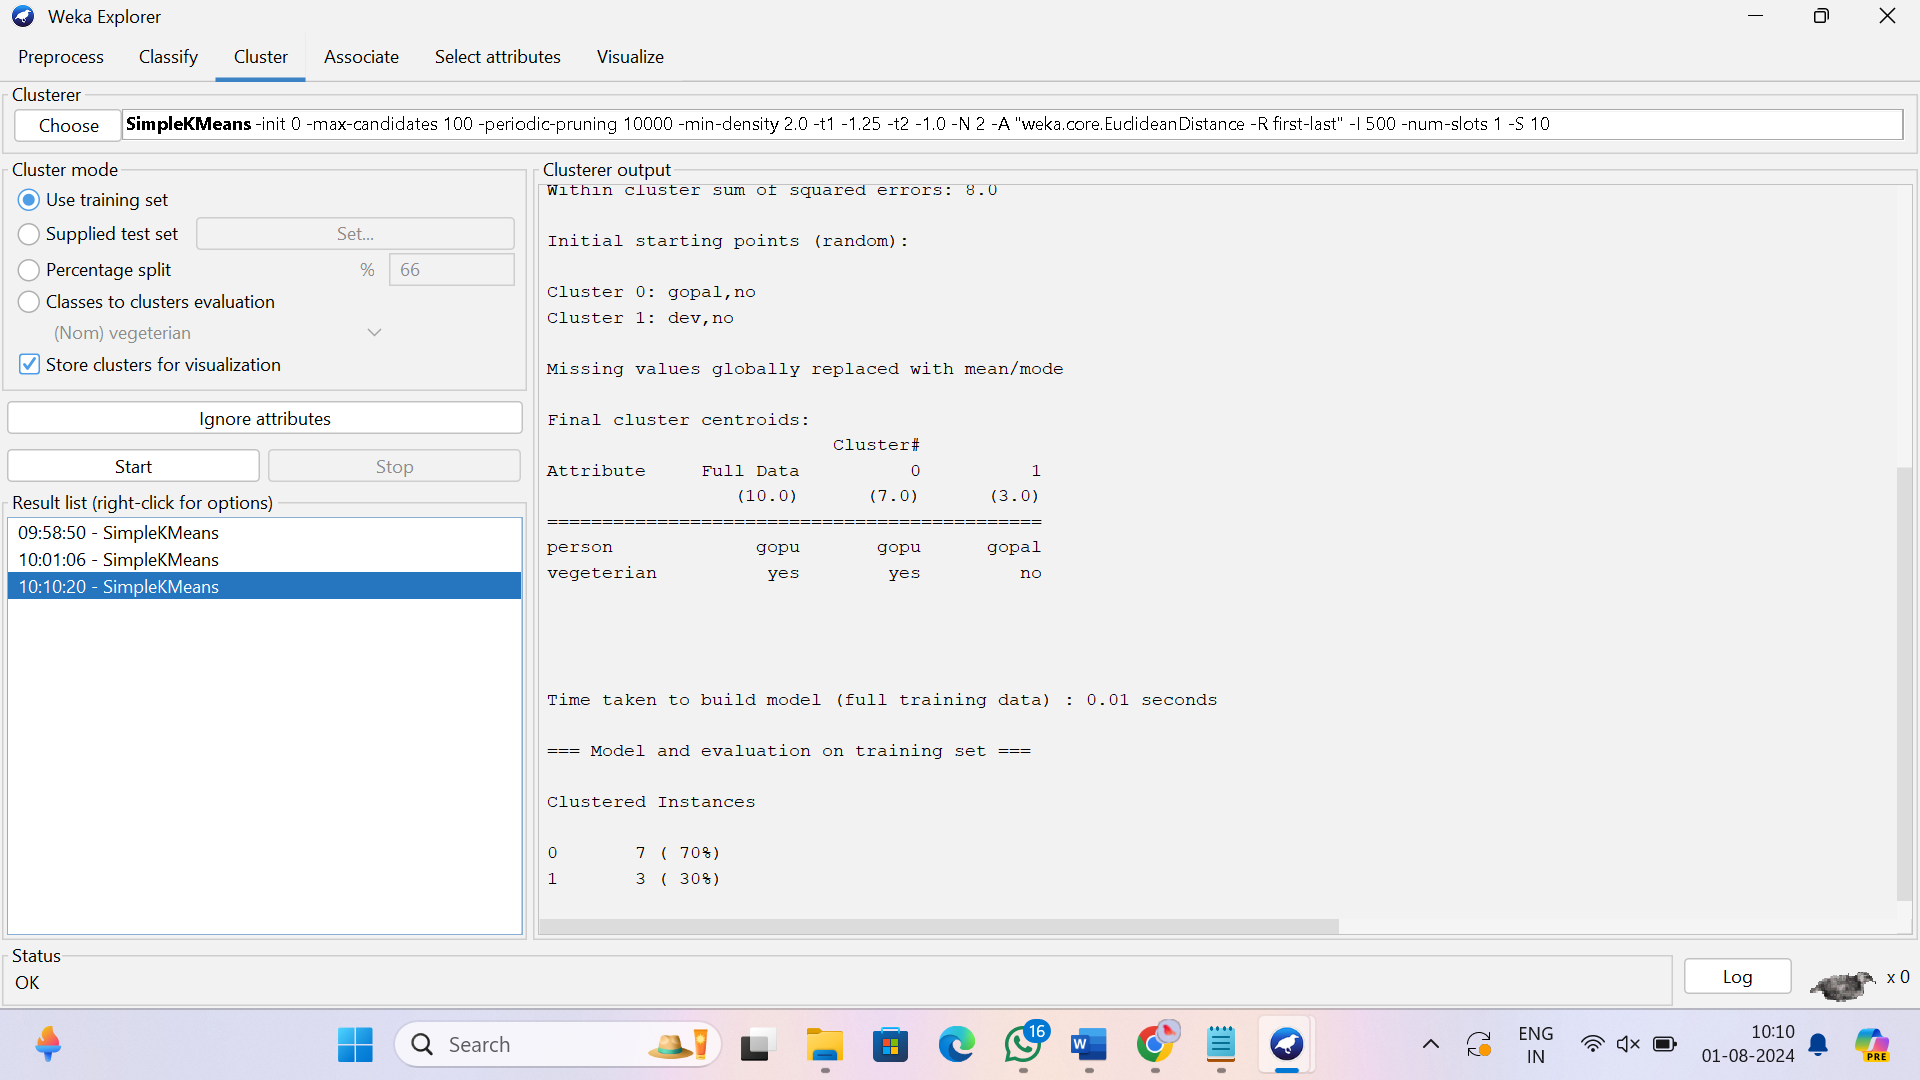 Weka Explorer
Preprocess Classify Cluster Associate Select attributes Visualize
Clusterer
Choose SimpleKMeans -init 0 -max-candidates 100 -periodic-pruning 10000 -min-density 2.0 -t1 -1.25 -t2 -1.0 -N 2 -A "weka.core.EuclideanDistance -R first-last" -I 500 -num-slots 1 -S 10
Cluster mode
Use training set
Supplied test set Set...
Percentage split % 66
Classes to clusters evaluation
(Nom) vegeterian
Store clusters for visualization
Ignore attributes
Start Stop
Result list (right-click for options)
09:58:50 - SimpleKMeans
10:01:06 - SimpleKMeans
10:10:20 - SimpleKMeans
Clusterer output
Within cluster sum of squared errors: 8.0
Initial starting points (random):
Cluster 0: gopal,no
Cluster 1: dev,no
Missing values globally replaced with mean/mode
Final cluster centroids:
Cluster#
Attribute Full Data 0 1
(10.0) (7.0) (3.0)
=============================================
person gopu gopu gopal
vegeterian yes yes no
Time taken to build model (full training data) : 0.01 seconds
=== Model and evaluation on training set ===
Clustered Instances
0 7 ( 70%)
1 3 ( 30%)
Status
OK
Log x 0
Search
16
ENG
IN
10:10
01-08-2024
PRE